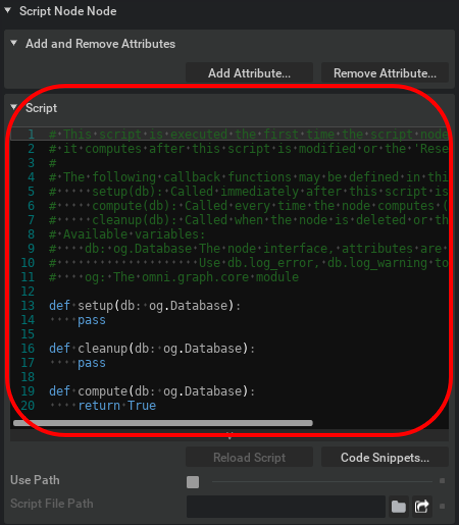 Script Node Node
Add and Remove Attributes
Add Attribute...
Remove Attribute...
Script
1 # This script is executed the first time the script node
2 # it computes after this script is modified or the 'Rese
3 #
4 # The following callback functions may be defined in thi
5 #     setup(db): Called immediately after this script is
6 #     compute(db): Called every time the node computes (
7 #     cleanup(db): Called when the node is deleted or th
8 # Available variables:
9 #    db: og.Database The node interface, attributes are
10 #                    Use db.log_error, db.log_warning to
11 #    og: The omni.graph.core module
12
13 def setup(db: og.Database):
14     pass
15
16 def cleanup(db: og.Database):
17     pass
18
19 def compute(db: og.Database):
20     return True
Reload Script
Code Snippets...
Use Path
Script File Path